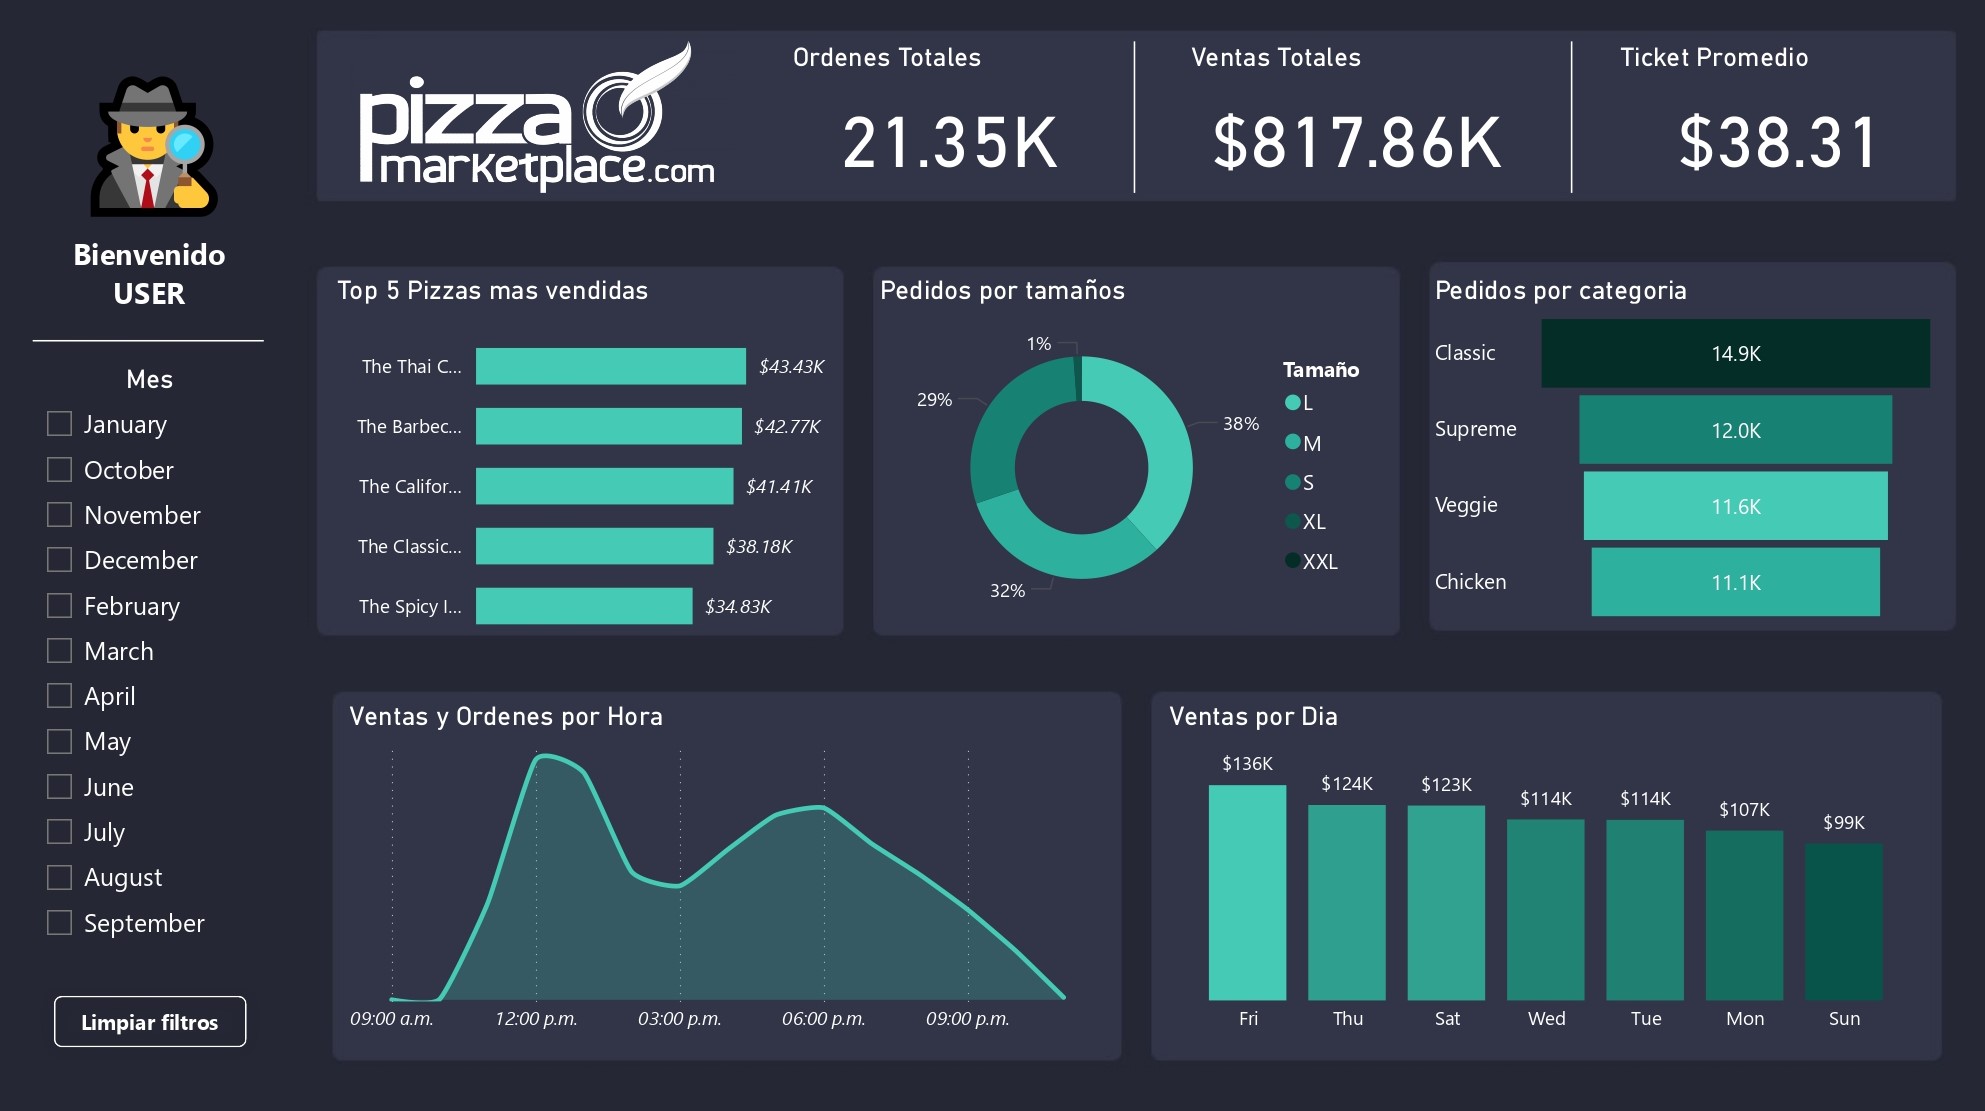 Bienvenido
USER
Mes
January
October
November
December
February
March
April
May
June
July
August
September
Limpiar filtros
pizza
marketplace.com
Ordenes Totales
21.35K
Ventas Totales
$817.86K
Ticket Promedio
$38.31
Top 5 Pizzas mas vendidas
The Thai C... $43.43K
The Barbec... $42.77K
The Califor... $41.41K
The Classic... $38.18K
The Spicy I... $34.83K
Pedidos por tamaños
1%
29%
38%
32%
Tamaño
L
M
S
XL
XXL
Pedidos por categoria
Classic 14.9K
Supreme 12.0K
Veggie 11.6K
Chicken 11.1K
Ventas y Ordenes por Hora
09:00 a.m. 12:00 p.m. 03:00 p.m. 06:00 p.m. 09:00 p.m.
Ventas por Dia
$136K $124K $123K $114K $114K $107K $99K
Fri Thu Sat Wed Tue Mon Sun